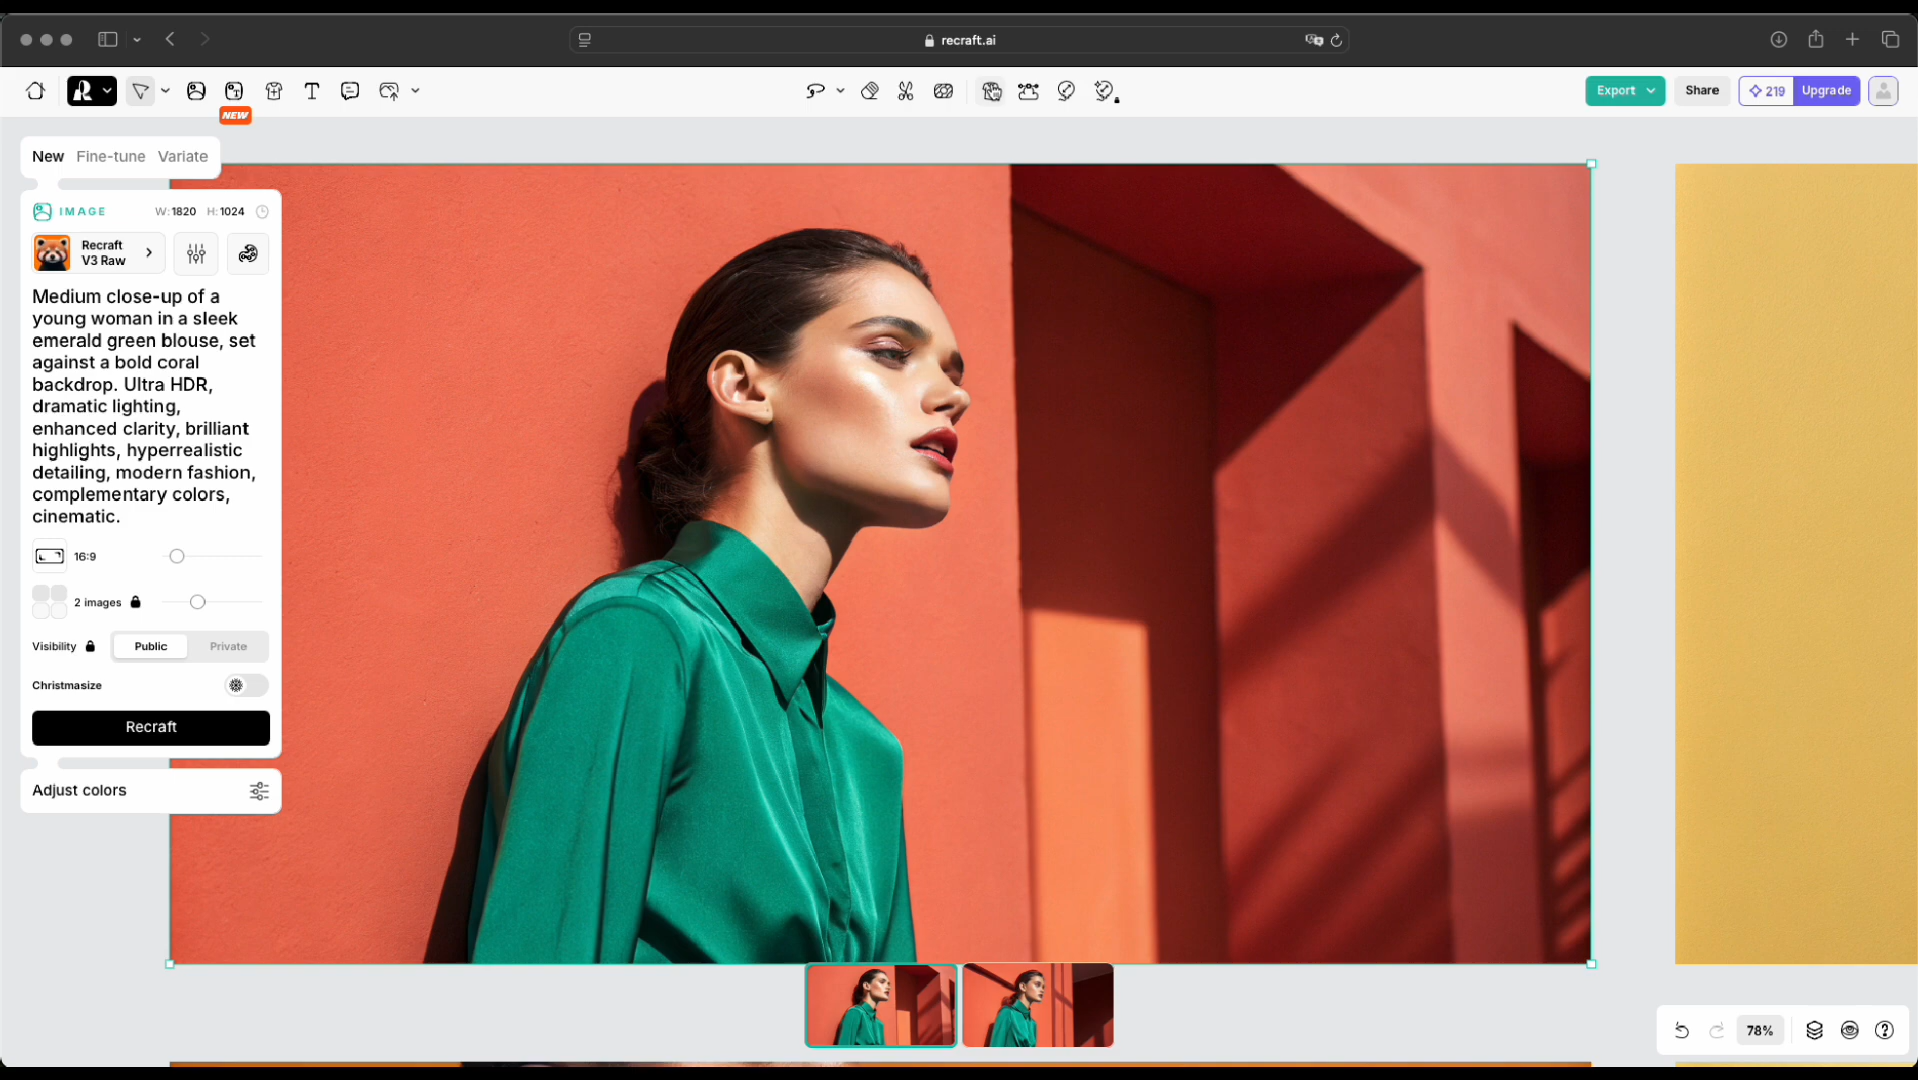 recraft.ai
T
Export
Share
219
Upgrade
NEW
New Fine-tune Variate
IMAGE W: 1820 H: 1024
Recraft
V3 Raw
Medium close-up of a
young woman in a sleek
emerald green blouse, set
against a bold coral
backdrop. Ultra HDR,
dramatic lighting,
enhanced clarity, brilliant
highlights, hyperrealistic
detailing, modern fashion,
complementary colors,
cinematic.
16:9
2 images
Visibility Public Private
Christmasize
Recraft
Adjust colors
78%